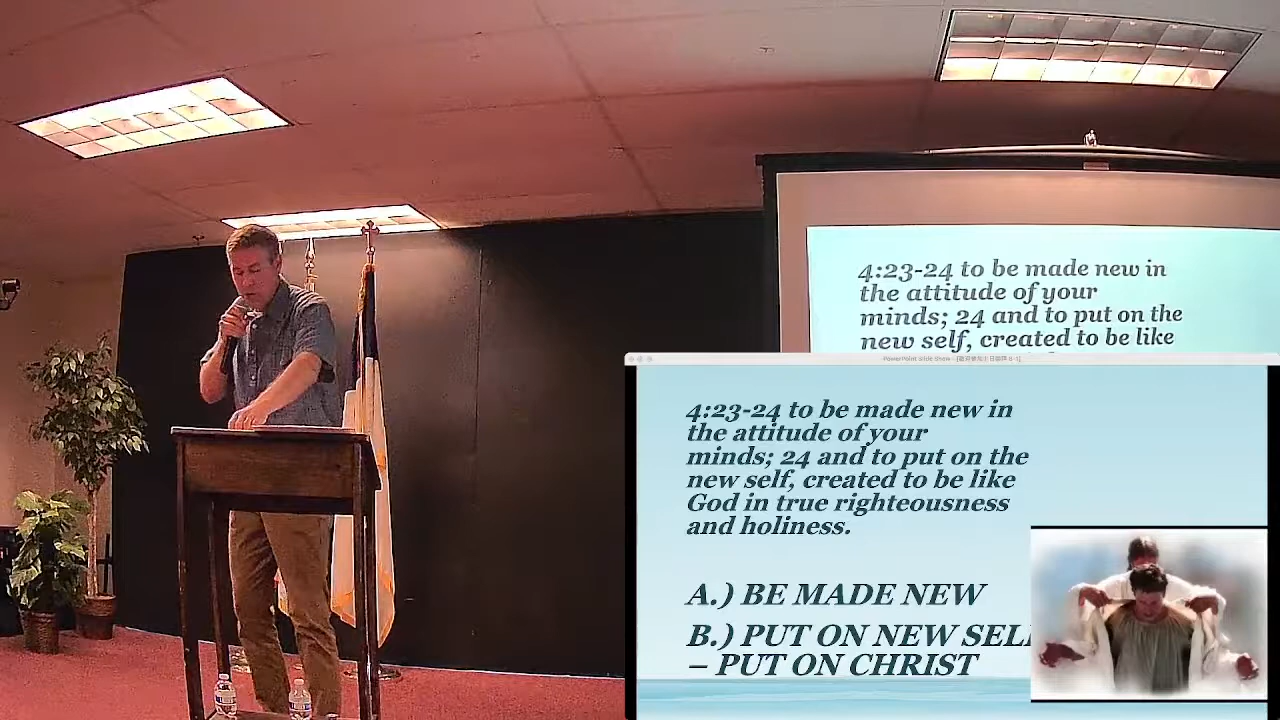 4:23-24 to be made new in
the attitude of your
minds; 24 and to put on the
new self, created to be like
4:23-24 to be made new in
the attitude of your
minds; 24 and to put on the
new self, created to be like
God in true righteousness
and holiness.
A.) BE MADE NEW
B.) PUT ON NEW SEL
– PUT ON CHRIST